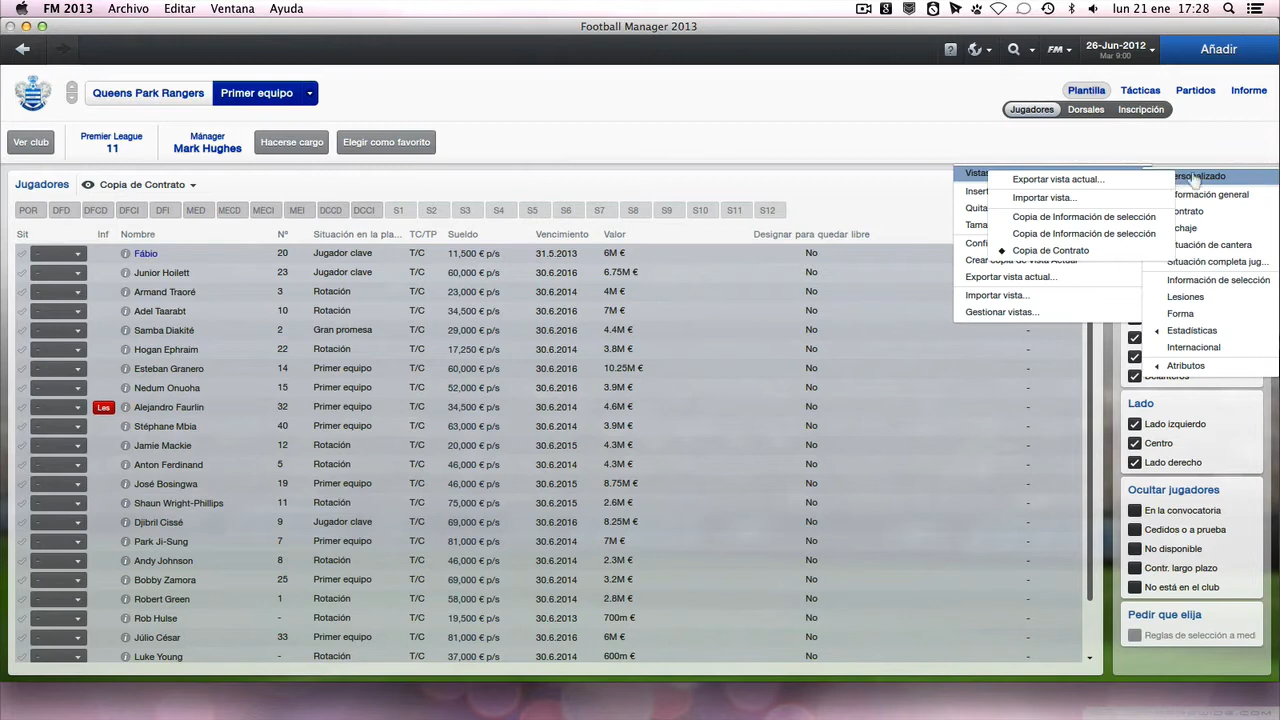 FM 2013 Archivo Editar Ventana Ayuda lun 21 ene 17:28
Football Manager 2013
? FM 26-Jun-2012 Mar 9:00 Añadir
Queens Park Rangers Primer equipo Plantilla Tácticas Partidos Informe
Jugadores Dorsales Inscripción
Ver club Premier League 11 Mánager Mark Hughes Hacerse cargo Elegir como favorito
Jugadores Copia de Contrato
POR DFD DFCD DFCI DFI MED MECD MECI MEI DCCD DCCI S1 S2 S3 S4 S5 S6 S7 S8 S9 S10 S11 S12
Sit Inf Nombre Nº Situación en la pla... TC/TP Sueldo Vencimiento Valor Designar para quedar libre
- Fábio 20 Jugador clave T/C 11,500 € p/s 31.5.2013 6M € No
- Junior Hoilett 23 Jugador clave T/C 60,000 € p/s 30.6.2016 6.75M € No
- Armand Traoré 3 Rotación T/C 23,000 € p/s 30.6.2014 4M € No
- Adel Taarabt 10 Rotación T/C 34,500 € p/s 30.6.2015 7M € No
- Samba Diakité 2 Gran promesa T/C 29,000 € p/s 30.6.2016 4.4M € No
- Hogan Ephraim 22 Rotación T/C 17,250 € p/s 30.6.2014 3.8M € No -
- Esteban Granero 14 Primer equipo T/C 60,000 € p/s 30.6.2016 10.25M € No -
- Nedum Onuoha 15 Primer equipo T/C 52,000 € p/s 30.6.2016 3.9M € No -
- Les Alejandro Faurlin 32 Primer equipo T/C 34,500 € p/s 30.6.2014 4.6M € No -
- Stéphane Mbia 40 Primer equipo T/C 63,000 € p/s 30.6.2014 3.9M € No -
- Jamie Mackie 12 Rotación T/C 20,000 € p/s 30.6.2015 4.3M € No -
- Anton Ferdinand 5 Rotación T/C 46,000 € p/s 30.6.2014 4.3M € No -
- José Bosingwa 19 Primer equipo T/C 46,000 € p/s 30.6.2015 8.75M € No -
- Shaun Wright-Phillips 11 Rotación T/C 75,000 € p/s 30.6.2015 2.6M € No -
- Djibril Cissé 9 Jugador clave T/C 69,000 € p/s 30.6.2016 8.25M € No -
- Park Ji-Sung 7 Primer equipo T/C 81,000 € p/s 30.6.2014 7M € No -
- Andy Johnson 8 Rotación T/C 46,000 € p/s 30.6.2014 2.3M € No -
- Bobby Zamora 25 Primer equipo T/C 69,000 € p/s 30.6.2014 3.2M € No -
- Robert Green 1 Rotación T/C 58,000 € p/s 30.6.2014 2.8M € No -
- Rob Hulse - Rotación T/C 19,500 € p/s 30.6.2013 700m € No -
- Júlio César 33 Primer equipo T/C 81,000 € p/s 30.6.2016 6M € No -
- Luke Young - Rotación T/C 37,000 € p/s 30.6.2014 600m € No -
Vistas
Inser
Quita
Tama
Confi
Crear copia de vista Actual
Exportar vista actual...
Importar vista...
Gestionar vistas...
Exportar vista actual...
Importar vista...
Copia de Información de selección
Copia de Información de selección
Copia de Contrato
ersonalizado
formación general
ontrato
chaje
tuación de cantera
Situación completa jug...
Información de selección
Lesiones
Forma
Estadísticas
Internacional
Atributos
Delanteros
Lado
Lado izquierdo
Centro
Lado derecho
Ocultar jugadores
En la convocatoria
Cedidos o a prueba
No disponible
Contr. largo plazo
No está en el club
Pedir que elija
Reglas de selección a med